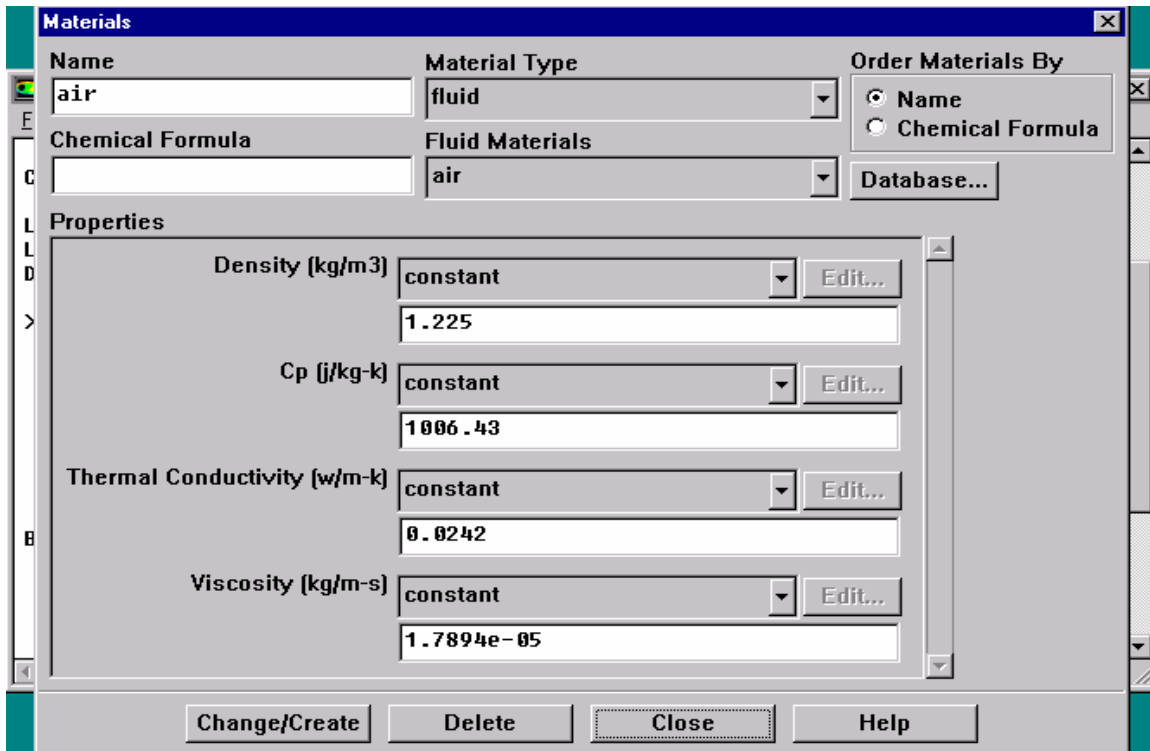 Materials
Name
air
Material Type
fluid
Order Materials By
Name
Chemical Formula
Chemical Formula
Fluid Materials
air
Database...
Properties
Density (kg/m3)
constant
Edit...
1.225
Cp (j/kg-k)
constant
Edit...
1006.43
Thermal Conductivity (w/m-k)
constant
Edit...
0.0242
Viscosity (kg/m-s)
constant
Edit...
1.7894e-05
Change/Create
Delete
Close
Help
F
C
L
L
D
>
B